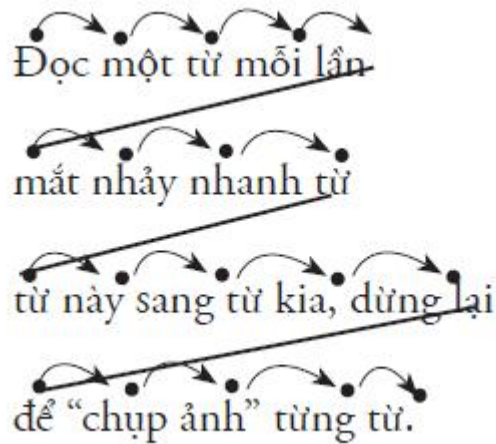 Đọc một từ mỗi lần
mắt nhảy nhanh từ
từ này sang từ kia, dừng lại
để “chụp ảnh” từng từ.